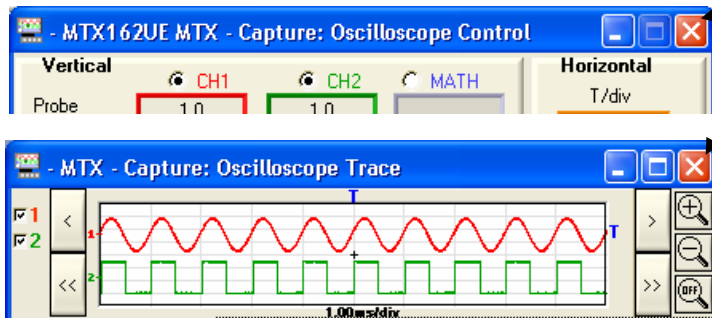 - MTX162UE MTX - Capture: Oscilloscope Control
Vertical
CH1 CH2 MATH
Horizontal
Probe
1.0 1.0
T/div
- MTX - Capture: Oscilloscope Trace
T
1 < 1 T >
2
<< 2 >> OFF
1.00ms/div